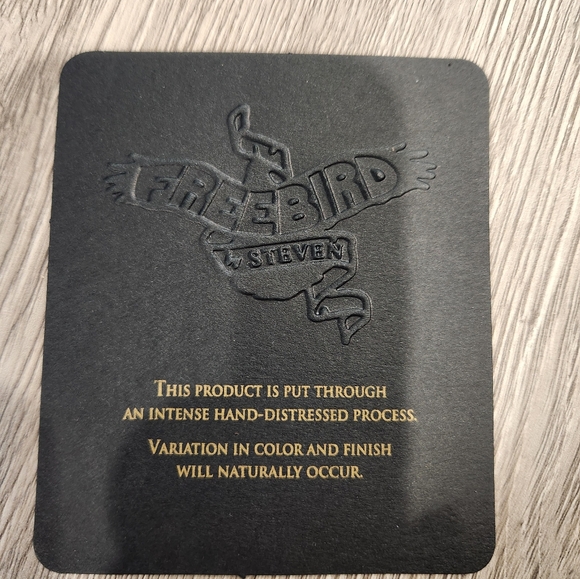 FREEBIRD
by STEVEN
THIS PRODUCT IS PUT THROUGH
AN INTENSE HAND-DISTRESSED PROCESS.
VARIATION IN COLOR AND FINISH
WILL NATURALLY OCCUR.